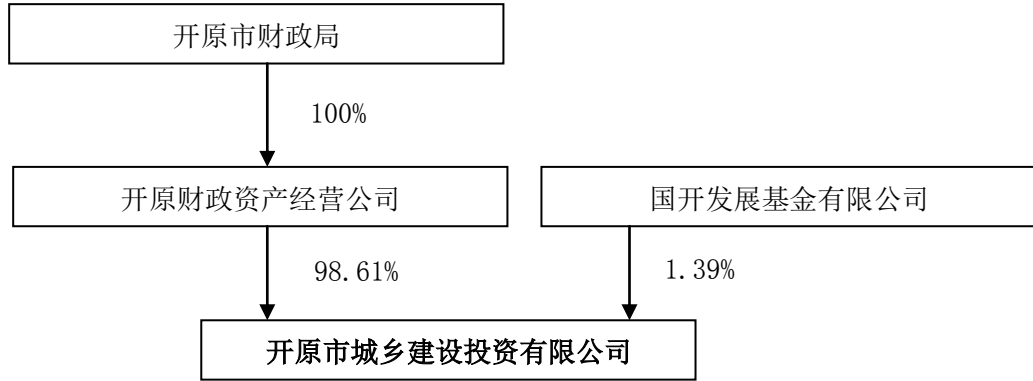 开原市财政局
100%
开原财政资产经营公司
国开发展基金有限公司
98.61%
1.39%
开原市城乡建设投资有限公司